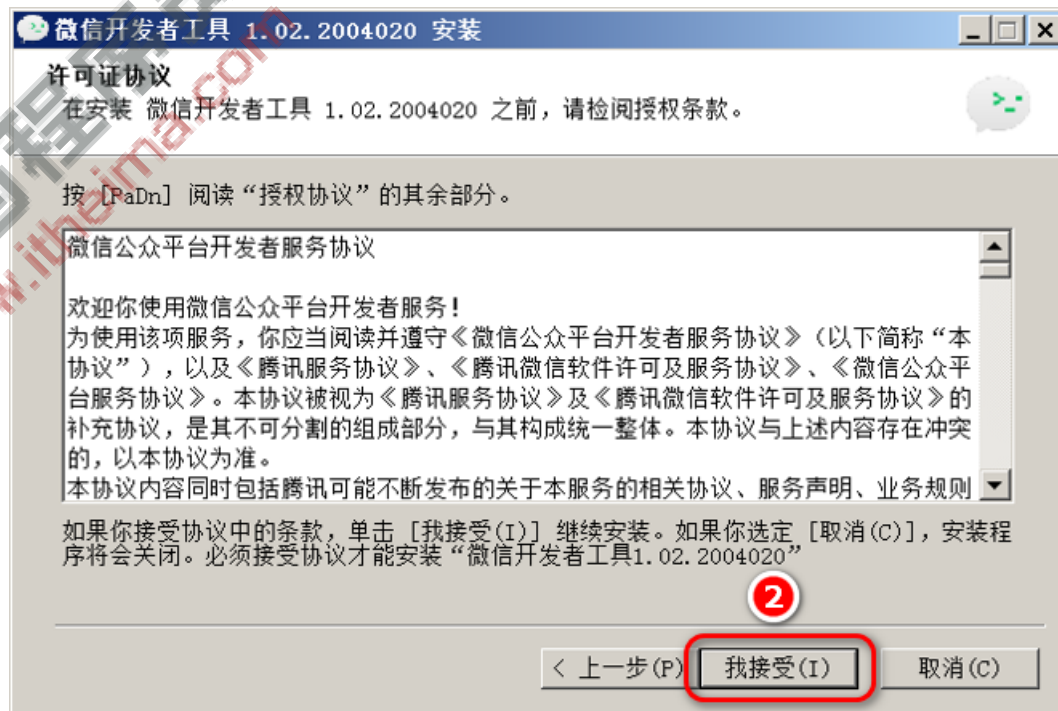 微信开发者工具 1.02.2004020 安装
许可证协议
在安装 微信开发者工具 1.02.2004020 之前，请检阅授权条款。
按 [PaDn] 阅读“授权协议”的其余部分。
微信公众平台开发者服务协议
欢迎你使用微信公众平台开发者服务！
为使用该项服务，你应当阅读并遵守《微信公众平台开发者服务协议》（以下简称“本
协议”），以及《腾讯服务协议》、《腾讯微信软件许可及服务协议》、《微信公众平
台服务协议》。本协议被视为《腾讯服务协议》及《腾讯微信软件许可及服务协议》的
补充协议，是其不可分割的组成部分，与其构成统一整体。本协议与上述内容存在冲突
的，以本协议为准。
本协议内容同时包括腾讯可能不断发布的关于本服务的相关协议、服务声明、业务规则
如果你接受协议中的条款，单击 [我接受(I)] 继续安装。如果你选定 [取消(C)]，安装程
序将会关闭。必须接受协议才能安装“微信开发者工具1.02.2004020”
2
< 上一步(P)
我接受(I)
取消(C)
.itheima.com